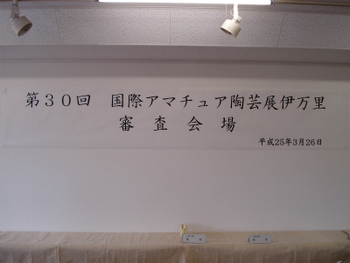 第３０回　国際アマチュア陶芸展伊万里
審　査　会　場
平成25年3月26日